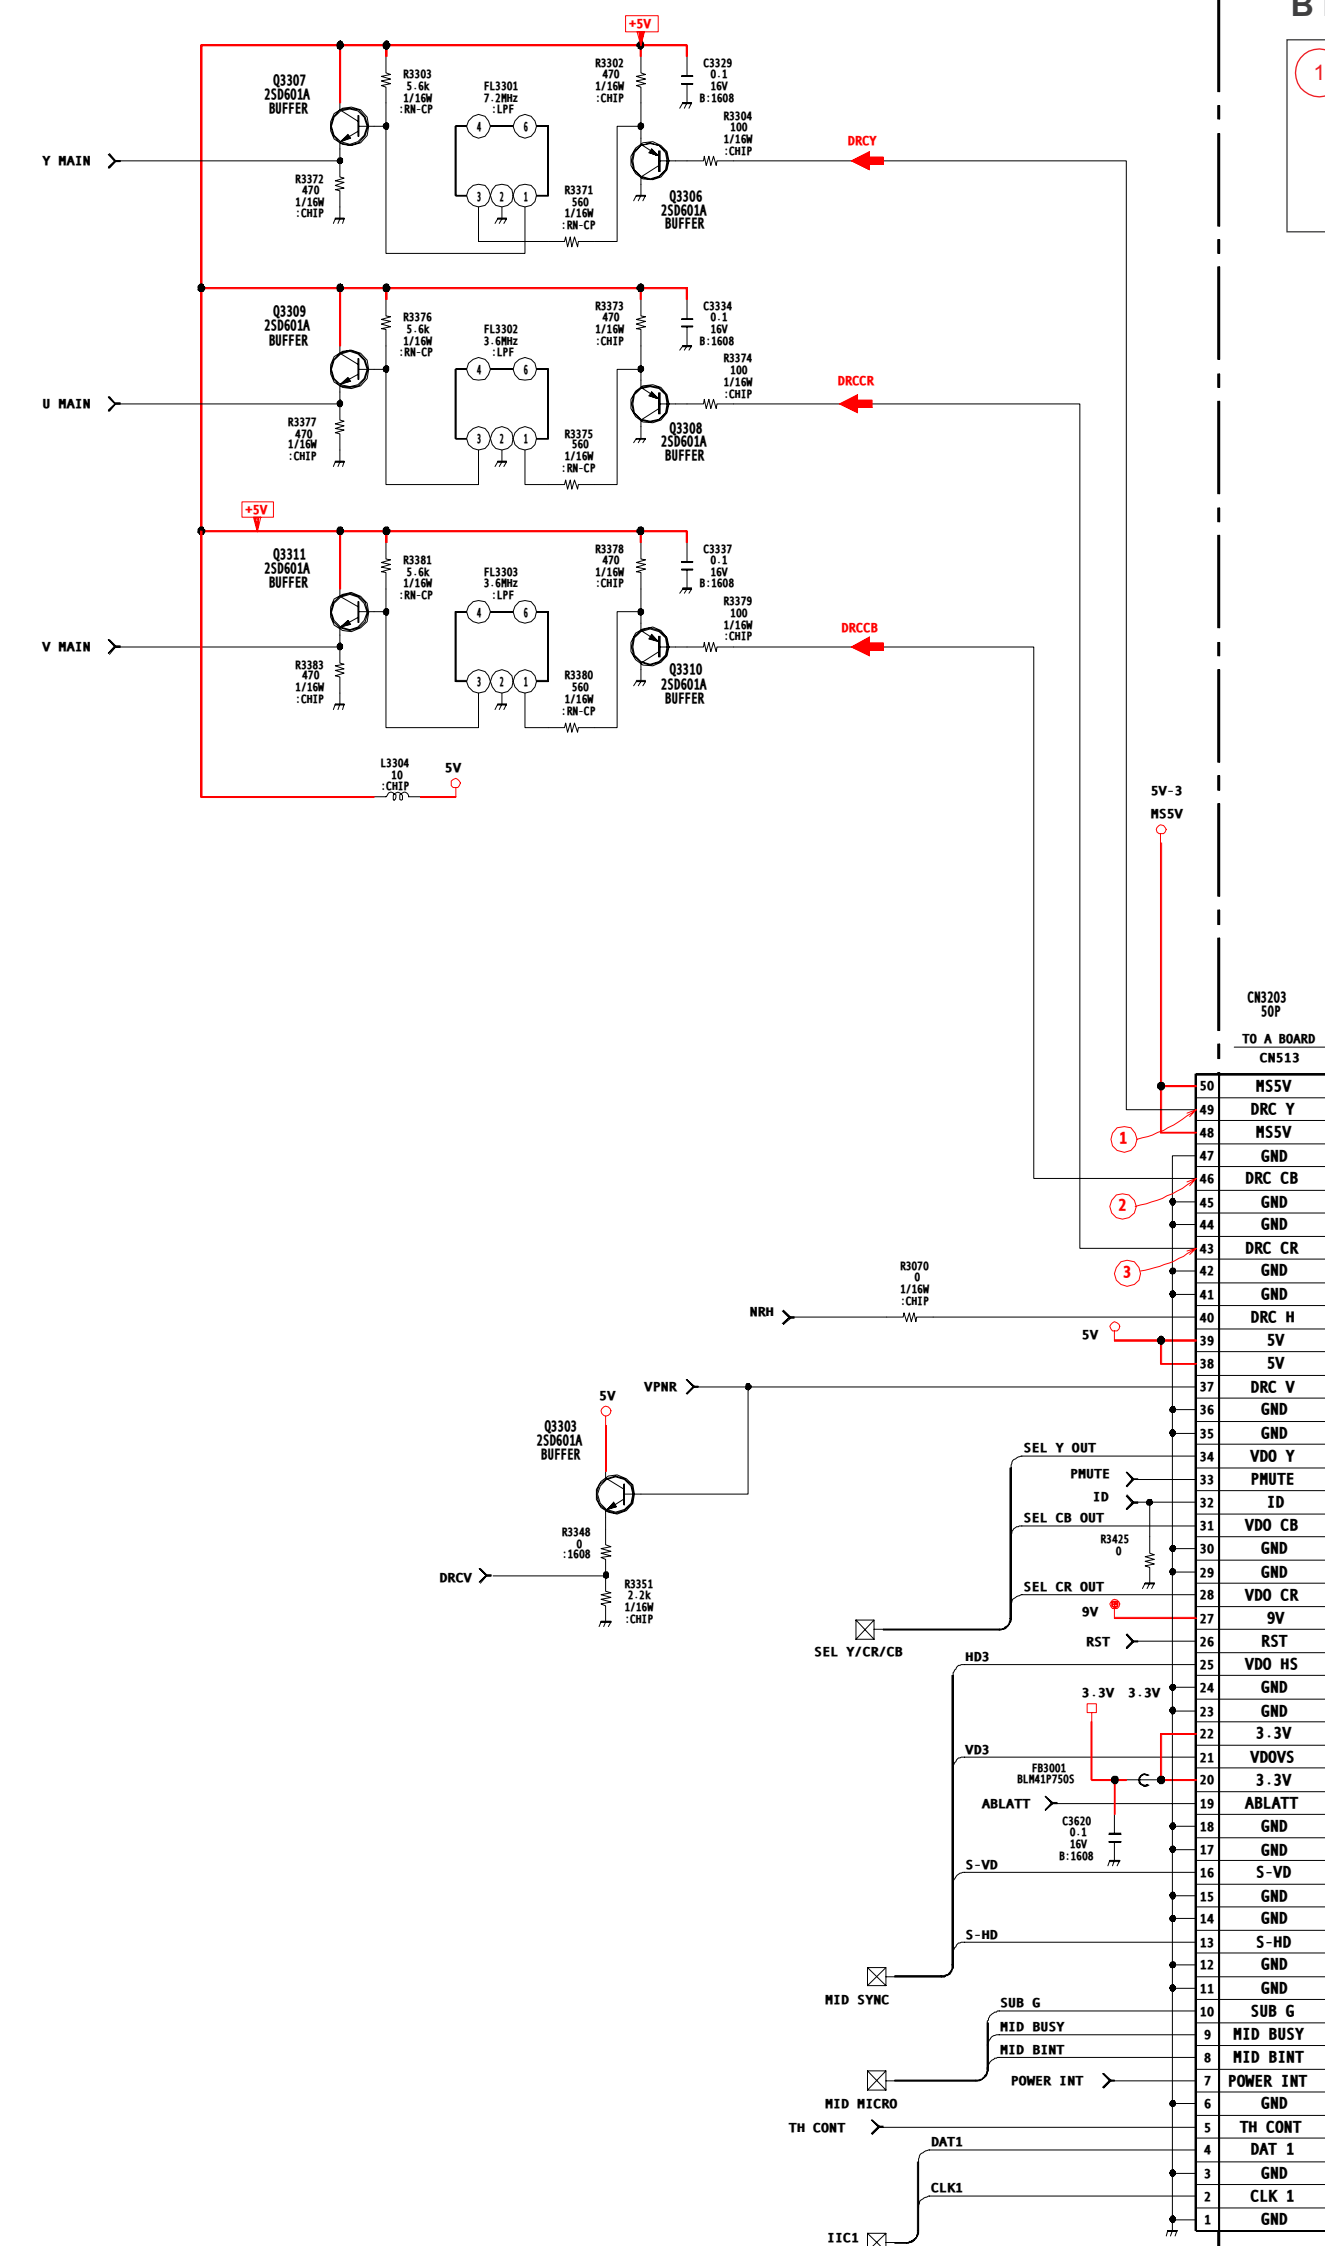 B
1
+5V
Q3307
2SD601A
BUFFER
R3303
5.6k
1/16W
:RN-CP
FL3301
7.2MHz
:LPF
4
6
3
2
1
R3302
470
1/16W
:CHIP
C3329
0.1
16V
B:1608
R3304
100
1/16W
:CHIP
DRCY
Y MAIN
R3372
470
1/16W
:CHIP
R3371
560
1/16W
:RN-CP
Q3306
2SD601A
BUFFER
Q3309
2SD601A
BUFFER
R3376
5.6k
1/16W
:RN-CP
FL3302
3.6MHz
:LPF
4
6
3
2
1
R3373
470
1/16W
:CHIP
C3334
0.1
16V
B:1608
R3374
100
1/16W
:CHIP
DRCCR
U MAIN
R3377
470
1/16W
:CHIP
R3375
560
1/16W
:RN-CP
Q3308
2SD601A
BUFFER
+5V
Q3311
2SD601A
BUFFER
R3381
5.6k
1/16W
:RN-CP
FL3303
3.6MHz
:LPF
4
6
3
2
1
R3378
470
1/16W
:CHIP
C3337
0.1
16V
B:1608
R3379
100
1/16W
:CHIP
DRCCB
V MAIN
R3383
470
1/16W
:CHIP
R3380
560
1/16W
:RN-CP
Q3310
2SD601A
BUFFER
L3304
10
:CHIP
5V
5V-3
MS5V
CN3203
50P
TO A BOARD
CN513
50 MS5V
49 DRC Y
48 MS5V
47 GND
46 DRC CB
45 GND
44 GND
43 DRC CR
42 GND
41 GND
40 DRC H
39 5V
38 5V
37 DRC V
36 GND
35 GND
34 VDO Y
33 PMUTE
32 ID
31 VDO CB
30 GND
29 GND
28 VDO CR
27 9V
26 RST
25 VDO HS
24 GND
23 GND
22 3.3V
21 VDOVS
20 3.3V
19 ABLATT
18 GND
17 GND
16 S-VD
15 GND
14 GND
13 S-HD
12 GND
11 GND
10 SUB G
9 MID BUSY
8 MID BINT
7 POWER INT
6 GND
5 TH CONT
4 DAT 1
3 GND
2 CLK 1
1 GND
1
2
3
R3070
0
1/16W
:CHIP
NRH
5V
VPNR
5V
Q3303
2SD601A
BUFFER
R3348
0
:1608
DRCV
R3351
2.2k
1/16W
:CHIP
SEL Y OUT
PMUTE
ID
SEL CB OUT
R3425
0
SEL CR OUT
9V
SEL Y/CR/CB
RST
HD3
3.3V 3.3V
VD3
FB3001
BLM41P750S
ABLATT
C3620
0.1
16V
B:1608
S-VD
S-HD
MID SYNC
SUB G
MID BUSY
MID BINT
MID MICRO
POWER INT
TH CONT
DAT1
CLK1
IIC1